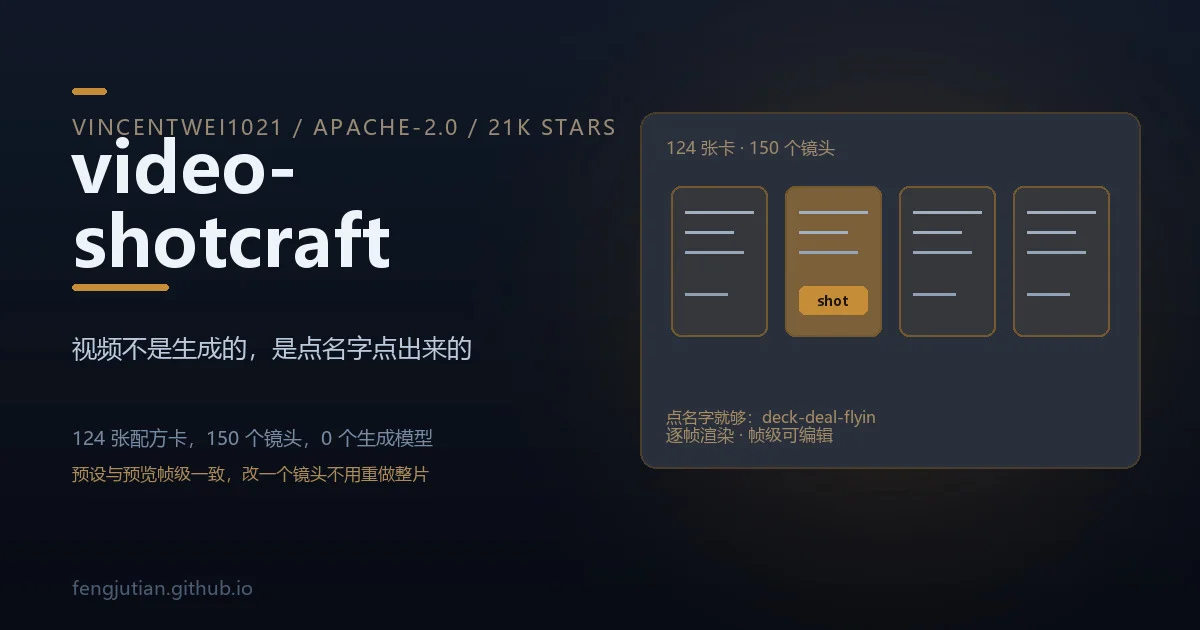 VINCENTWEI1021 / APACHE-2.0 / 21K STARS
video-
shotcraft
视频不是生成的，是点名字点出来的
124 张配方卡，150 个镜头，0 个生成模型
预设与预览帧级一致，改一个镜头不用重做整片
fengjutian.github.io
124 张卡 · 150 个镜头
shot
点名字就够：deck-deal-flyin
逐帧渲染 · 帧级可编辑